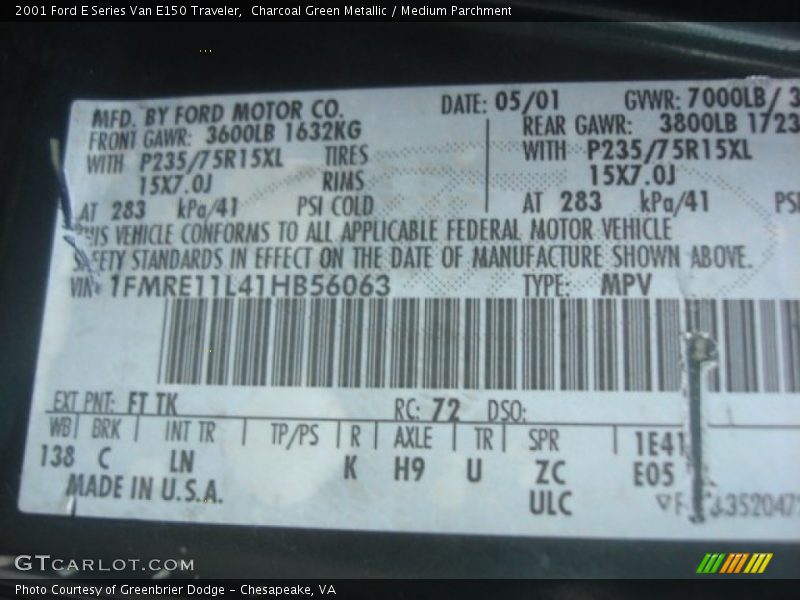 2001 Ford E Series Van E150 Traveler,  Charcoal Green Metallic / Medium Parchment
MFD. BY FORD MOTOR CO. DATE: 05/01 GVWR: 7000LB/ 3
FRONT GAWR: 3600LB 1632KG REAR GAWR: 3800LB 1723
WITH P235/75R15XL TIRES WITH P235/75R15XL
15X7.0J RIMS 15X7.0J
AT 283 kPa/41 PSI COLD AT 283 kPa/41 PSI
THIS VEHICLE CONFORMS TO ALL APPLICABLE FEDERAL MOTOR VEHICLE
SAFETY STANDARDS IN EFFECT ON THE DATE OF MANUFACTURE SHOWN ABOVE.
VIN 1FMRE11L41HB56063 TYPE: MPV
EXT PNT: FT TK RC: 72 DSO:
WB BRK INT TR TP/PS R AXLE TR SPR 1E41
138 C LN K H9 U ZC E05
MADE IN U.S.A. ULC
GTCARLOT.COM
Photo Courtesy of Greenbrier Dodge - Chesapeake, VA